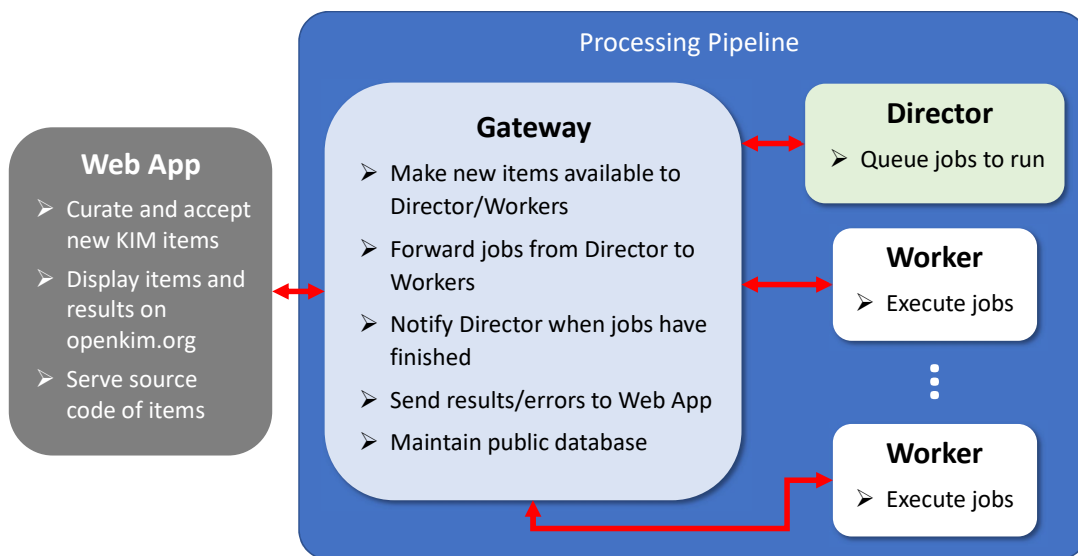 Processing Pipeline
Web App
➢ Curate and accept
new KIM items
➢ Display items and
results on
openkim.org
➢ Serve source
code of items
Gateway
➢ Make new items available to
Director/Workers
➢ Forward jobs from Director to
Workers
➢ Notify Director when jobs have
finished
➢ Send results/errors to Web App
➢ Maintain public database
Director
➢ Queue jobs to run
Worker
➢ Execute jobs
Worker
➢ Execute jobs